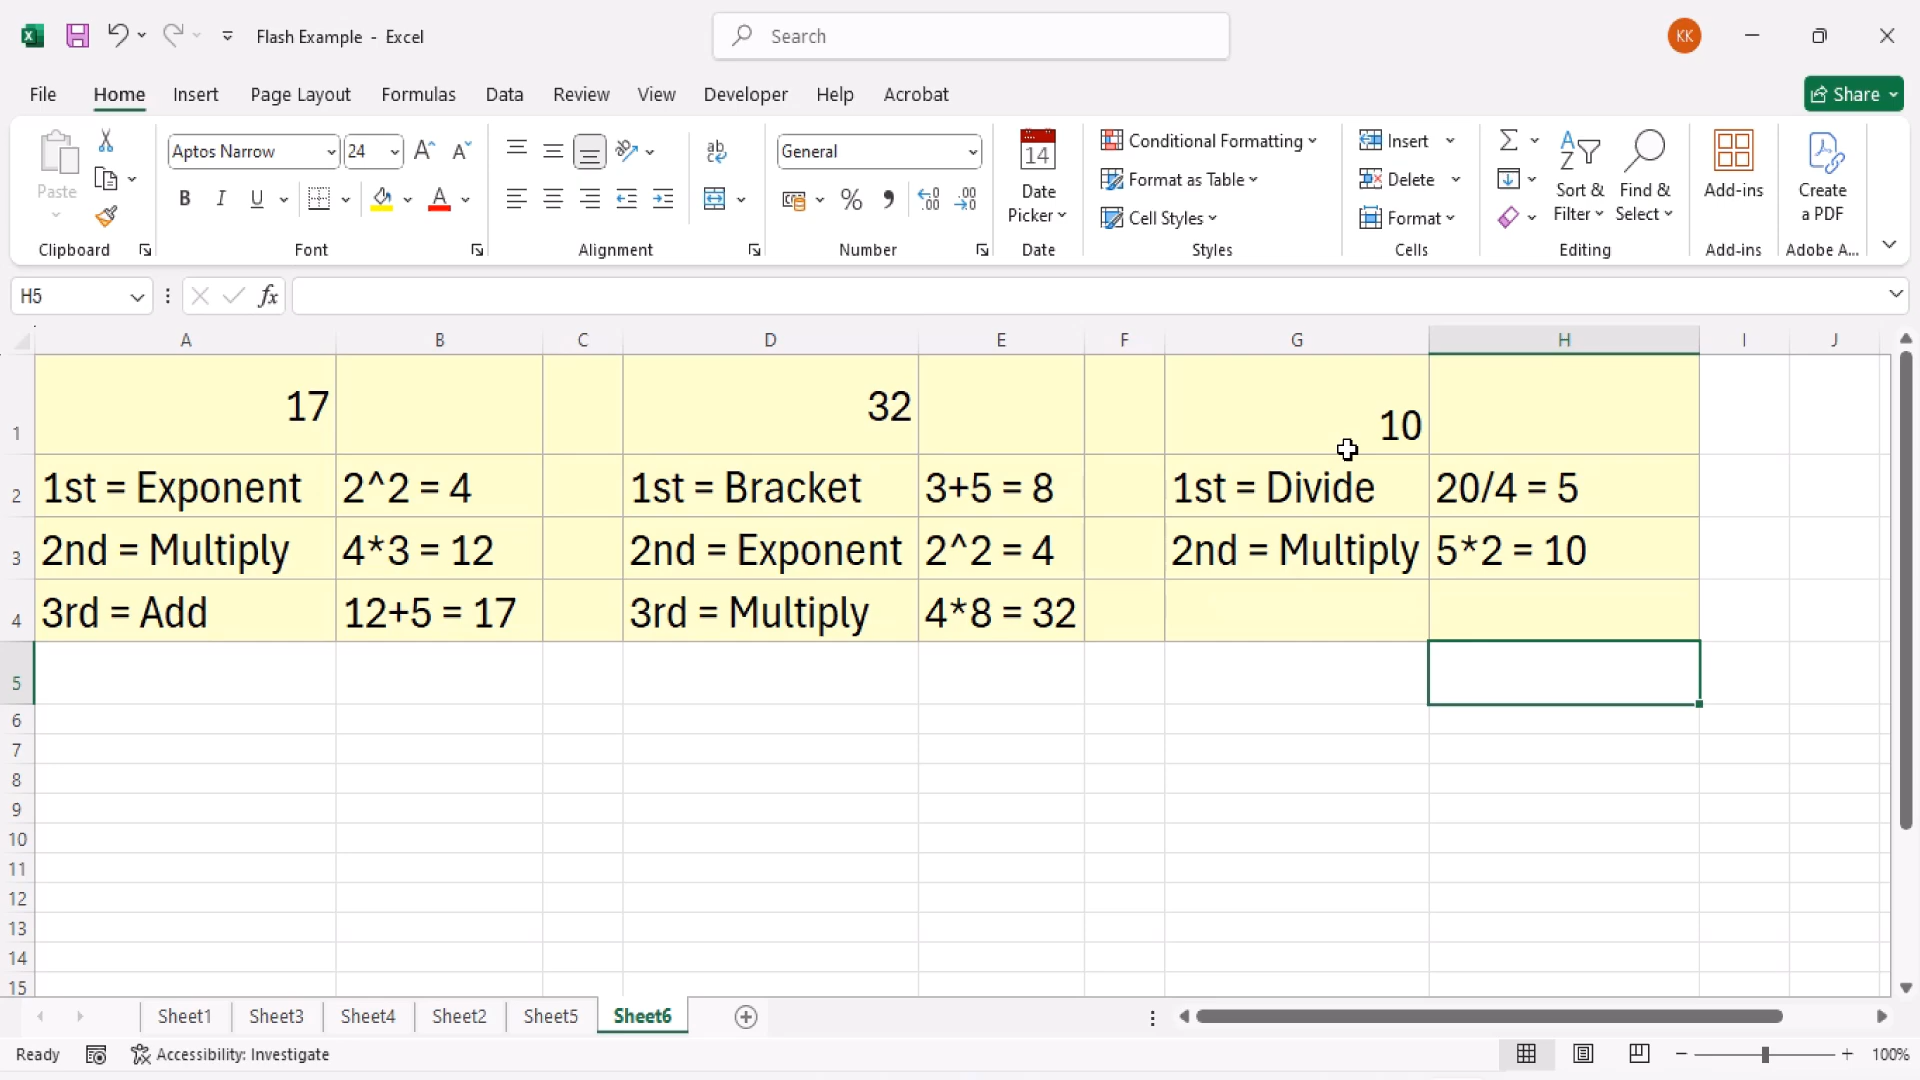 Flash Example - Excel
Search
KK
File Home Insert Page Layout Formulas Data Review View Developer Help Acrobat Share
Paste
Clipboard
Aptos Narrow 24
B I U
Font
Alignment
General
Number
14
Date Picker
Date
Conditional Formatting
Format as Table
Cell Styles
Styles
Insert
Delete
Format
Cells
Sort & Filter
Find & Select
Editing
Add-ins
Add-ins
Create a PDF
Adobe A...
H5
fx
A B C D E F G H I J
1 17 32 10
2 1st = Exponent 2^2 = 4 1st = Bracket 3+5 = 8 1st = Divide 20/4 = 5
3 2nd = Multiply 4*3 = 12 2nd = Exponent 2^2 = 4 2nd = Multiply 5*2 = 10
4 3rd = Add 12+5 = 17 3rd = Multiply 4*8 = 32
5
6
7
8
9
10
11
12
13
14
15
Sheet1 Sheet3 Sheet4 Sheet2 Sheet5 Sheet6
Ready Accessibility: Investigate 100%